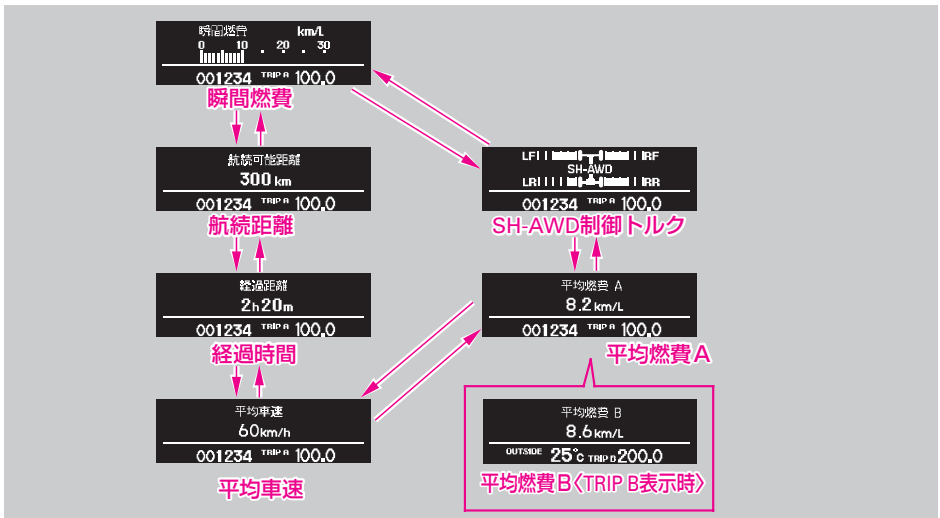 瞬間燃費 km/L
0 10 . 20 . 30
001234 TRIP A 100.0
瞬間燃費
航続可能距離
300 km
001234 TRIP A 100.0
航続距離
経過距離
2h20m
001234 TRIP A 100.0
経過時間
平均車速
60km/h
001234 TRIP A 100.0
平均車速
LF RF
SH-AWD
LR RR
001234 TRIP A 100.0
SH-AWD制御トルク
平均燃費 A
8.2 km/L
001234 TRIP A 100.0
平均燃費A
平均燃費 B
8.6 km/L
OUTSIDE 25°C TRIP B 200.0
平均燃費B〈TRIP B表示時〉